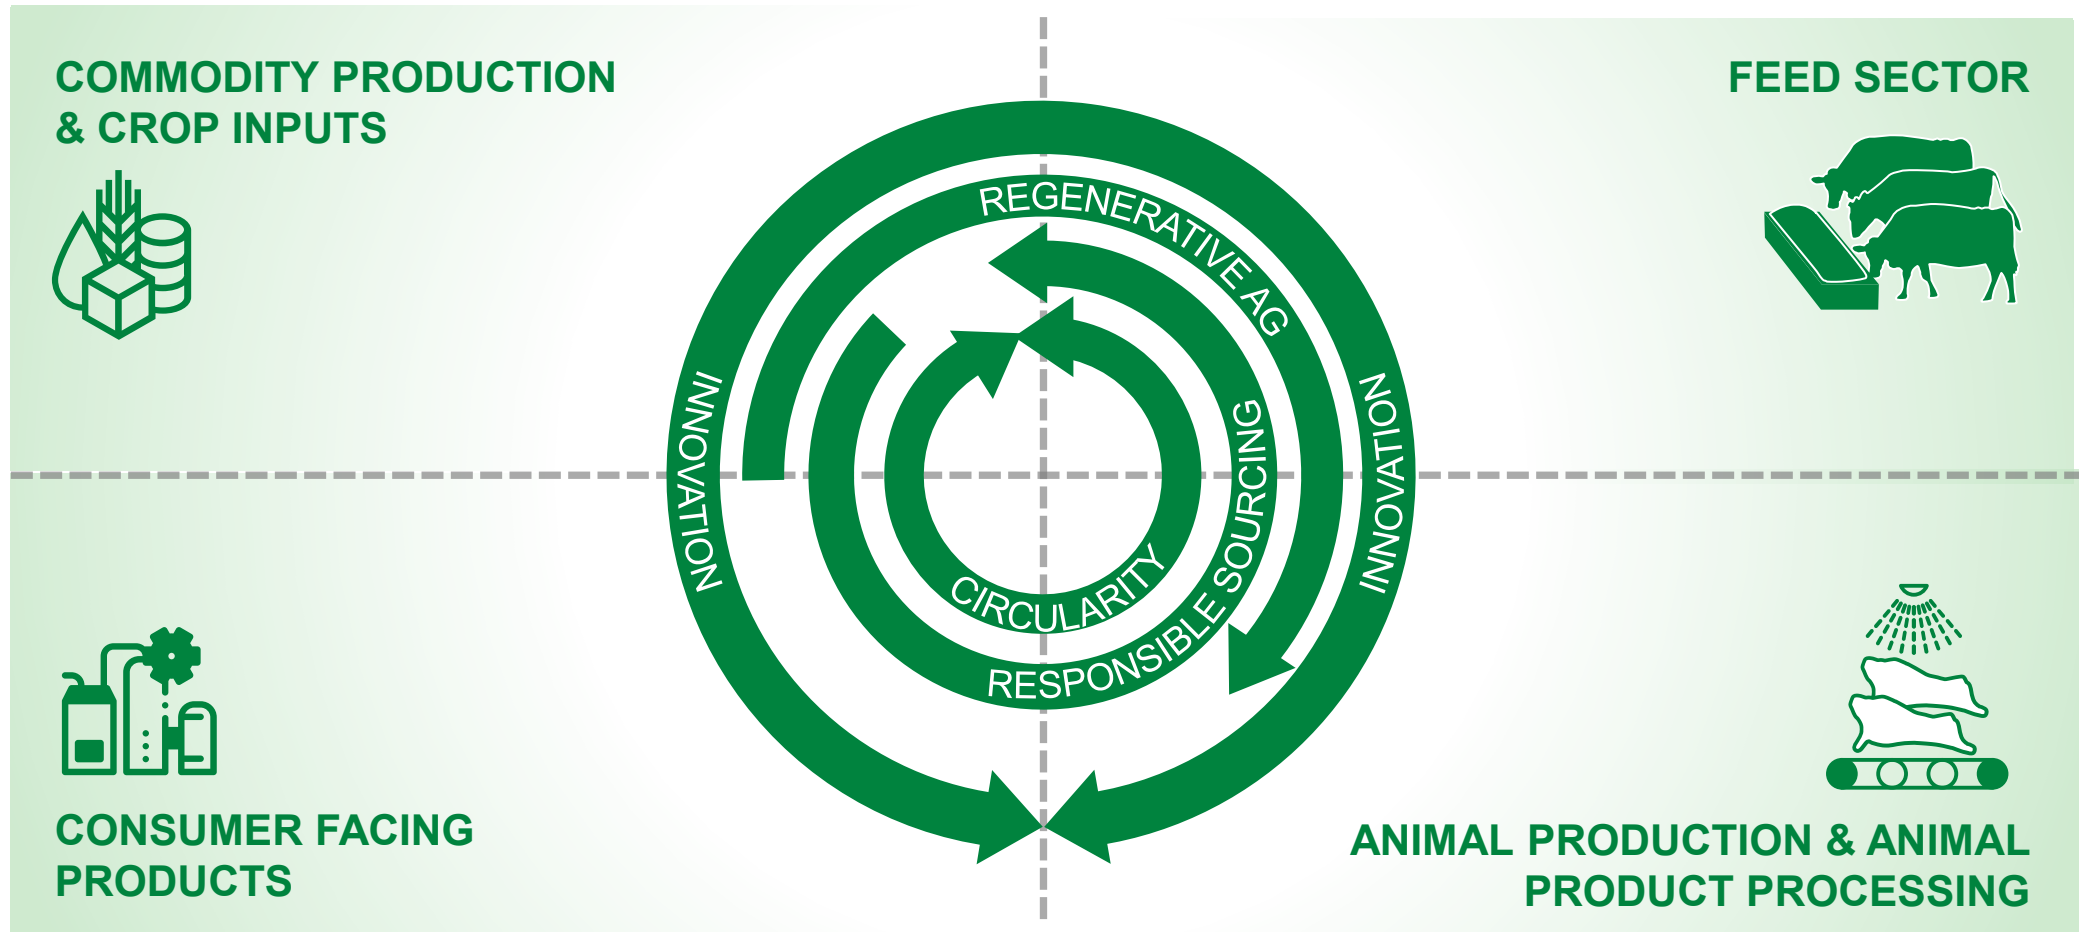 COMMODITY PRODUCTION
& CROP INPUTS
FEED SECTOR
REGENERATIVE AG
INNOVATION
INNOVATION
RESPONSIBLE SOURCING
CIRCULARITY
CONSUMER FACING
PRODUCTS
ANIMAL PRODUCTION & ANIMAL
PRODUCT PROCESSING